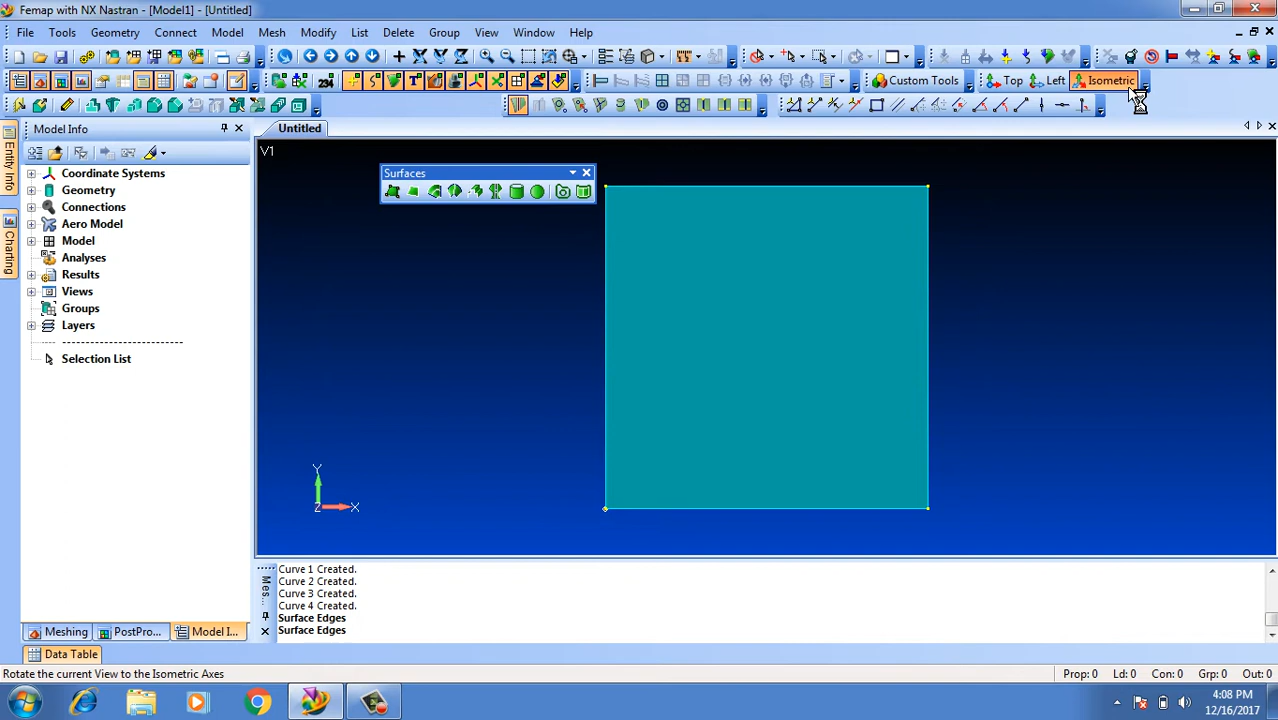 Femap with NX Nastran - [Model1] - [Untitled]
File Tools Geometry Connect Model Mesh Modify List Delete Group View Window Help
Custom Tools Top Left Isometric
Model Info
Untitled
Entity Info
Charting
V1
Surfaces
Coordinate Systems
Geometry
Connections
Aero Model
Model
Analyses
Results
Views
Groups
Layers
Selection List
Y
Z X
Mes...
Curve 1 Created.
Curve 2 Created.
Curve 3 Created.
Curve 4 Created.
Surface Edges
Surface Edges
Meshing PostPro... Model I...
Data Table
Rotate the current View to the Isometric Axes Prop: 0 Ld: 0 Con: 0 Grp: 0 Out: 0
4:08 PM
12/16/2017